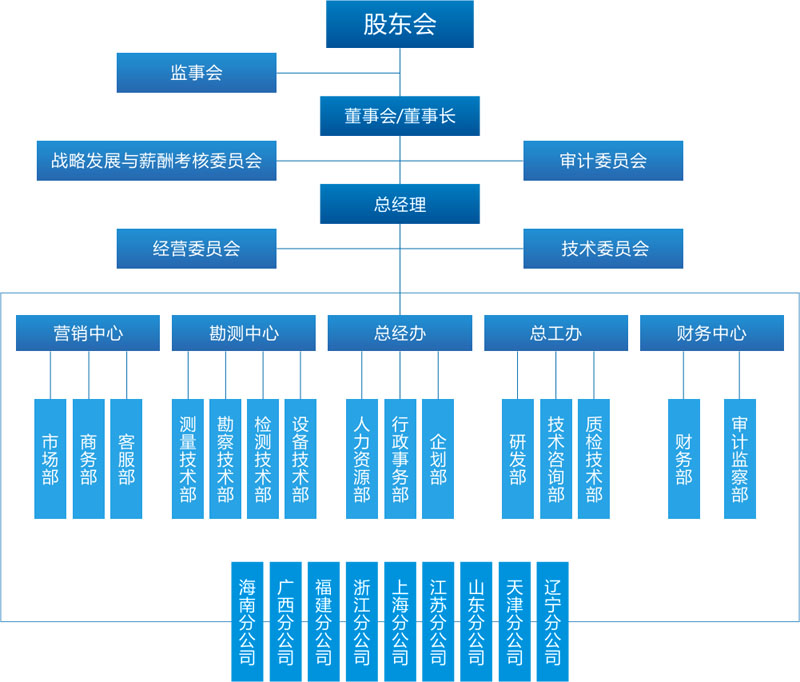 股东会
监事会
董事会/董事长
战略发展与薪酬考核委员会
审计委员会
总经理
经营委员会
技术委员会
营销中心
勘测中心
总经办
总工办
财务中心
市场部
商务部
客服部
测量技术部
勘察技术部
检测技术部
设备技术部
人力资源部
行政事务部
企划部
研发部
技术咨询部
质检技术部
财务部
审计监察部
海南分公司
广西分公司
福建分公司
浙江分公司
上海分公司
江苏分公司
山东分公司
天津分公司
辽宁分公司